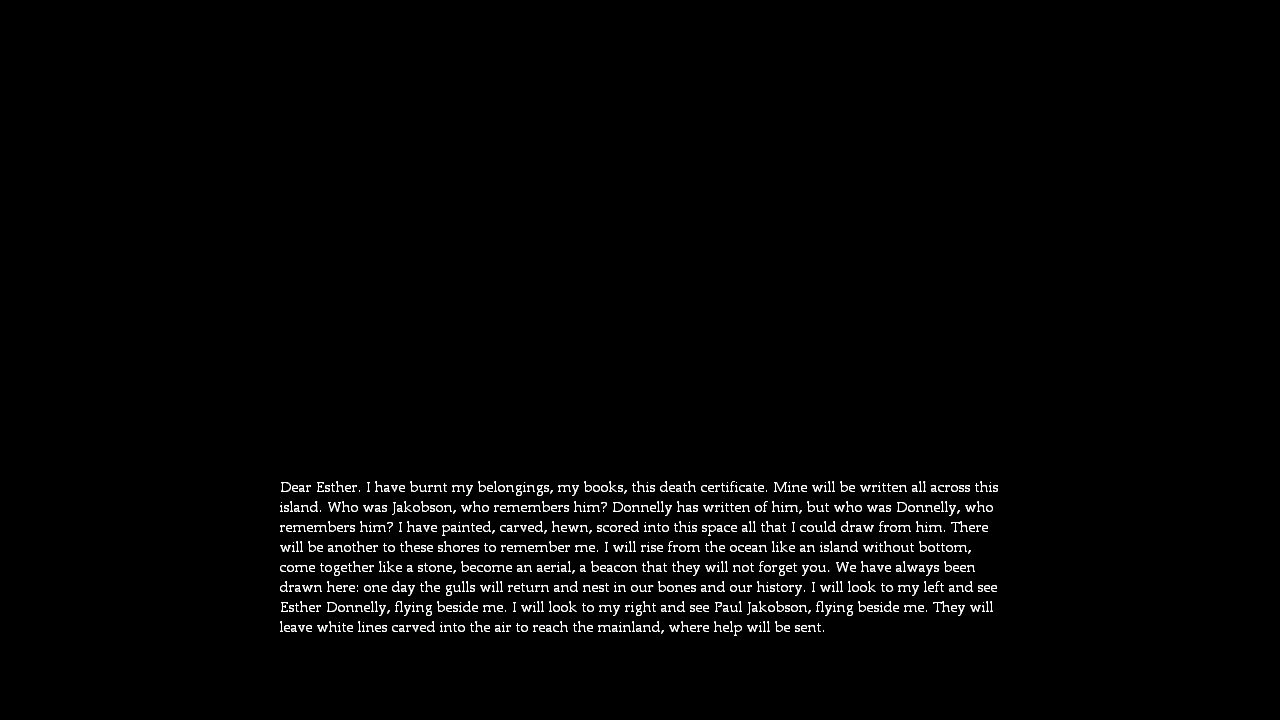 Dear Esther. I have burnt my belongings, my books, this death certificate. Mine will be written all across this
island. Who was Jakobson, who remembers him? Donnelly has written of him, but who was Donnelly, who
remembers him? I have painted, carved, hewn, scored into this space all that I could draw from him. There
will be another to these shores to remember me. I will rise from the ocean like an island without bottom,
come together like a stone, become an aerial, a beacon that they will not forget you. We have always been
drawn here: one day the gulls will return and nest in our bones and our history. I will look to my left and see
Esther Donnelly, flying beside me. I will look to my right and see Paul Jakobson, flying beside me. They will
leave white lines carved into the air to reach the mainland, where help will be sent.